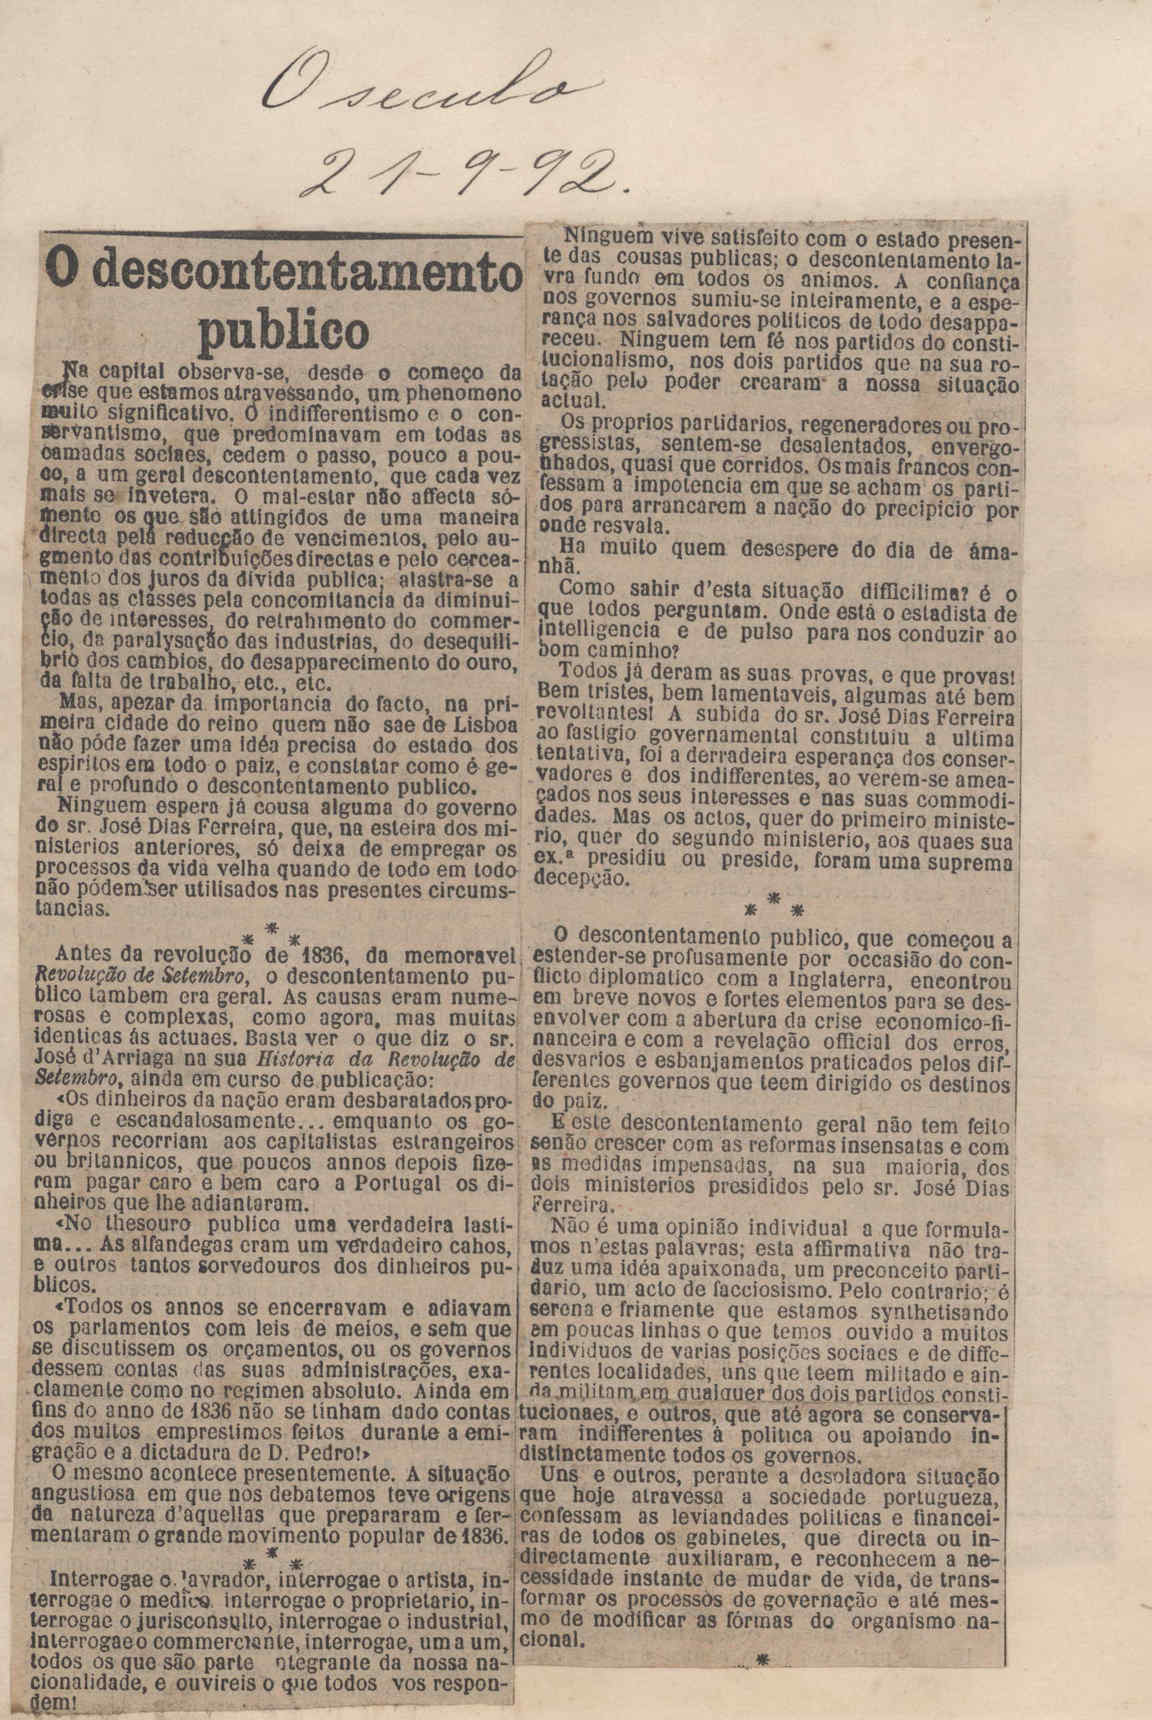 O seculo
21-9-92.
O descontentamento
publico
Na capital observa-se, desde o começo da
crise que estamos atravessando, um phenomeno
muito significativo. O indifferentismo e o con-
servantismo, que predominavam em todas as
camadas sociaes, cedem o passo, pouco a pou-
co, a um geral descontentamento, que cada vez
mais se invetera. O mal-estar não affecta só-
mente os que são attingidos de uma maneira
directa pela reducção de vencimentos, pelo au-
gmento das contribuições directas e pelo cercea-
mento dos juros da divida publica; alastra-se a
todas as classes pela concomitancia da diminui-
ção de interesses, do retrahimento do commer-
cio, da paralysação das industrias, do desequili-
brio dos cambios, do desapparecimento do ouro,
da falta de trabalho, etc., etc.
Mas, apezar da importancia do facto, na pri-
meira cidade do reino quem não sae de Lisboa
não póde fazer uma idéa precisa do estado dos
espiritos em todo o paiz, e constatar como é ge-
ral e profundo o descontentamento publico.
Ninguem espera já cousa alguma do governo
do sr. José Dias Ferreira, que, na esteira dos mi-
nisterios anteriores, só deixa de empregar os
processos da vida velha quando de todo em todo
não pódem ser utilisados nas presentes circums-
tancias.
*
* *
Antes da revolução de 1836, da memoravel
Revolução de Setembro, o descontentamento pu-
blico tambem era geral. As causas eram nume-
rosas e complexas, como agora, mas muitas
identicas ás actuaes. Basta ver o que diz o sr.
José d'Arriaga na sua Historia da Revolução de
Setembro, ainda em curso de publicação:
«Os dinheiros da nação eram desbaratados pro-
diga e escandalosamente... emquanto os go-
vernos recorriam aos capitalistas estrangeiros
ou britannicos, que poucos annos depois fize-
ram pagar caro e bem caro a Portugal os di-
nheiros que lhe adiantaram.
«No thesouro publico uma verdadeira lasti-
ma... As alfandegas eram um verdadeiro cahos,
e outros tantos sorvedouros dos dinheiros pu-
blicos.
«Todos os annos se encerravam e adiavam
os parlamentos com leis de meios, e sem que
se discutissem os orçamentos, ou os governos
dessem contas das suas administrações, exa-
clamente como no regimen absoluto. Ainda em
fins do anno de 1836 não se tinham dado contas
dos muitos emprestimos feitos durante a emi-
gração e a dictadura de D. Pedro!»
O mesmo acontece presentemente. A situação
angustiosa em que nos debatemos teve origens
da natureza d'aquellas que prepararam e fer-
mentaram o grande movimento popular de 1836.
*
* *
Interrogae o lavrador, interrogae o artista, in-
terrogae o medico interrogae o proprietario, in-
terrogae o jurisconsulto, interrogae o industrial,
interrogae o commerciante, interrogae, um a um,
todos os que são parte integrante da nossa na-
cionalidade, e ouvireis o que todos vos respon-
dem!
Ninguem vive satisfeito com o estado presen-
te das cousas publicas; o descontentamento la-
vra fundo em todos os animos. A confiança
nos governos sumiu-se inteiramente, e a espe-
rança nos salvadores politicos de todo desappa-
receu. Ninguem tem fé nos partidos do consti-
tucionalismo, nos dois partidos que na sua ro-
tação pelo poder crearam a nossa situação
actual.
Os proprios partidarios, regeneradores ou pro-
gressistas, sentem-se desalentados, envergo-
nhados, quasi que corridos. Os mais francos con-
fessam a impotencia em que se acham os parti-
dos para arrancarem a nação do precipicio por
onde resvala.
Ha muito quem desespere do dia de áma-
nhã.
Como sahir d'esta situação difficilima? é o
que todos perguntam. Onde está o estadista de
intelligencia e de pulso para nos conduzir ao
bom caminho?
Todos já deram as suas provas, e que provas!
Bem tristes, bem lamentaveis, algumas até bem
revoltantes! A subida do sr. José Dias Ferreira
ao fastigio governamental constituiu a ultima
tentativa, foi a derradeira esperança dos conser-
vadores e dos indifferentes, ao verem-se amea-
çados nos seus interesses e nas suas commodi-
dades. Mas os actos, quer do primeiro ministe-
rio, quer do segundo ministerio, aos quaes sua
ex.ª presidiu ou preside, foram uma suprema
decepção.
*
* *
O descontentamento publico, que começou a
estender-se profusamente por occasião do con-
flicto diplomatico com a Inglaterra, encontrou
em breve novos e fortes elementos para se des-
envolver com a abertura da crise economico-fi-
nanceira e com a revelação official dos erros,
desvarios e esbanjamentos praticados pelos dif-
ferentes governos que teem dirigido os destinos
do paiz.
E este descontentamento geral não tem feito
senão crescer com as reformas insensatas e com
as medidas impensadas, na sua maioria, dos
dois ministerios presididos pelo sr. José Dias
Ferreira.
Não é uma opinião individual a que formula-
mos n'estas palavras; esta affirmativa não tra-
duz uma idéa apaixonada, um preconceito parti-
dario, um acto de facciosismo. Pelo contrario; é
serena e friamente que estamos synthetisando
em poucas linhas o que temos ouvido a muitos
individuos de varias posições sociaes e de diffe-
rentes localidades, uns que teem militado e ain-
da militam em qualquer dos dois partidos consti-
tucionaes, e outros, que até agora se conserva-
ram indifferentes á politica ou apoiando in-
distinctamente todos os governos.
Uns e outros, perante a desoladora situação
que hoje atravessa a sociedade portugueza,
confessam as leviandades politicas e financei-
ras de todos os gabinetes, que directa ou in-
directamente auxiliaram, e reconhecem a ne-
cessidade instante de mudar de vida, de trans-
formar os processos de governação e até mes-
mo de modificar as fórmas do organismo na-
cional.
*